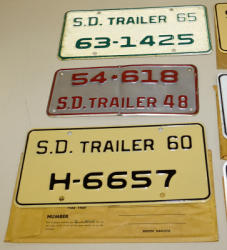 S.D. TRAILER 65
63-1425
54·618
S.D. TRAILER 48
S.D. TRAILER 60
H-6657
NUMBER